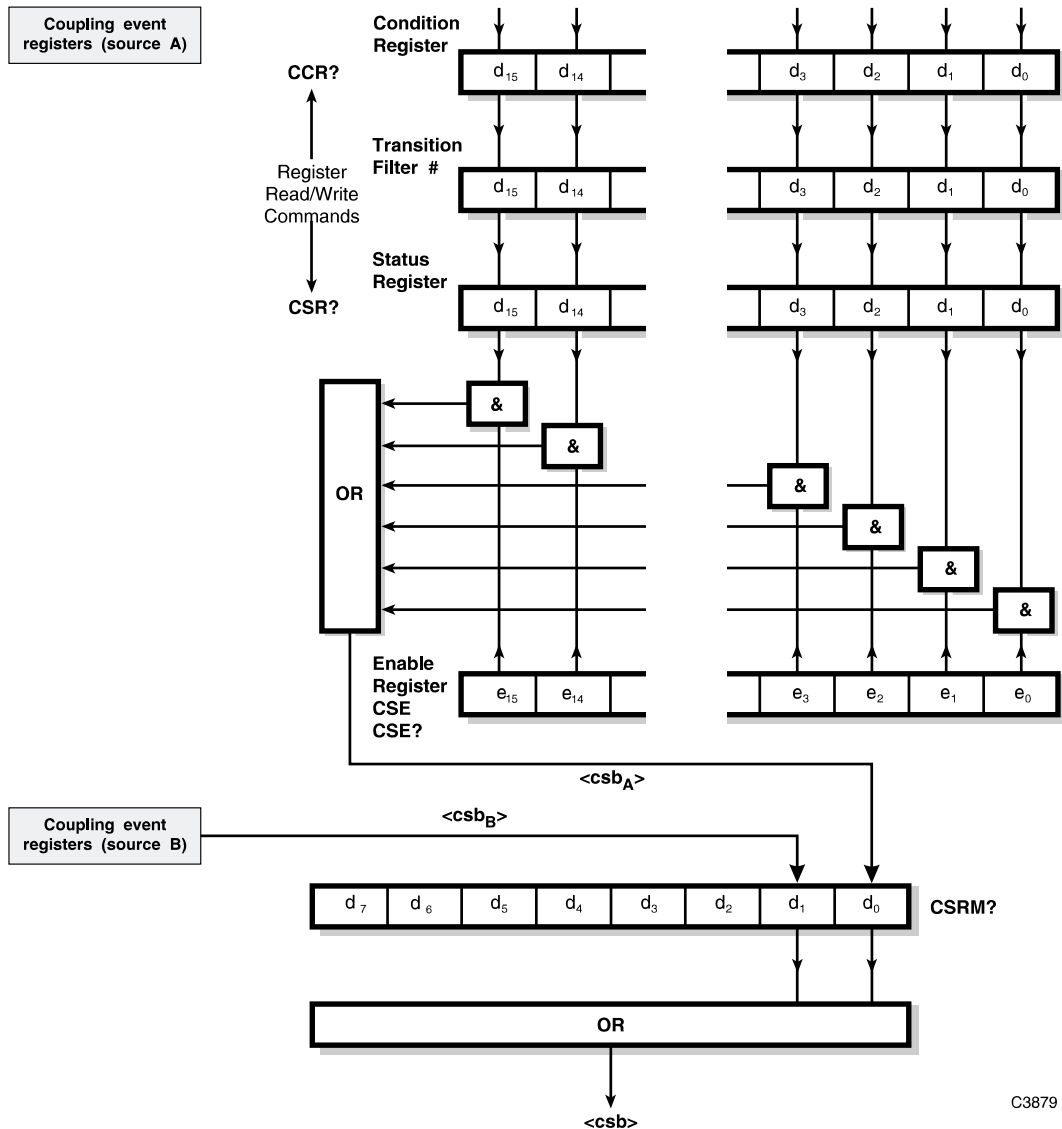 Coupling event
registers (source A)
Condition
Register
d15 d14 d3 d2 d1 d0
CCR?
Transition
Filter #
d15 d14 d3 d2 d1 d0
Register
Read/Write
Commands
Status
Register
d15 d14 d3 d2 d1 d0
CSR?
&
&
OR
&
&
&
&
Enable
Register
CSE
CSE?
e15 e14 e3 e2 e1 e0
<csbA>
Coupling event
registers (source B)
<csbB>
d7 d6 d5 d4 d3 d2 d1 d0
CSRM?
OR
<csb>
C3879